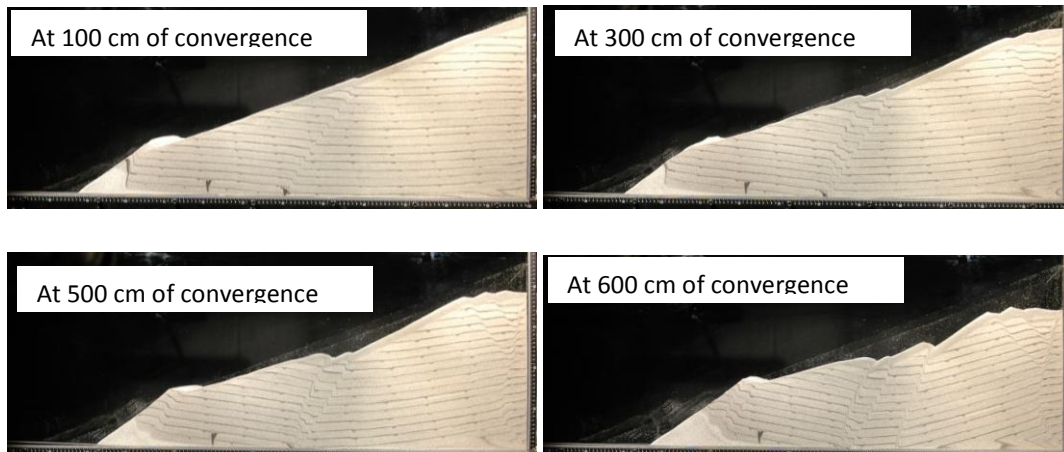 At 100 cm of convergence
At 300 cm of convergence
At 500 cm of convergence
At 600 cm of convergence